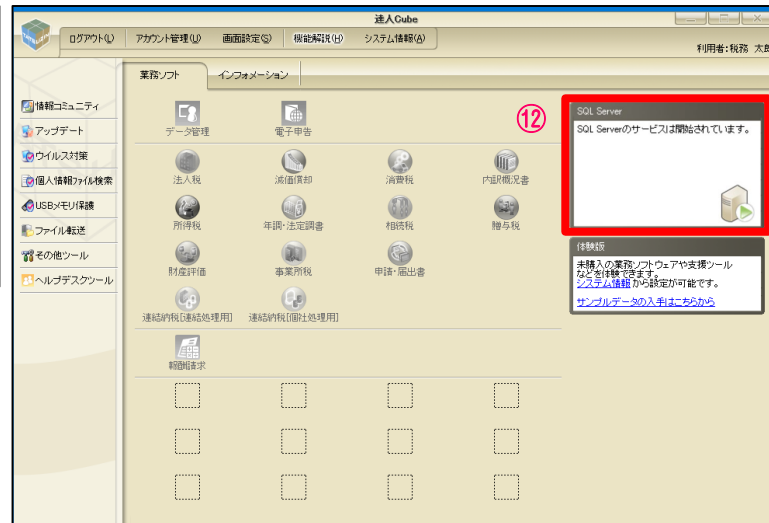 達人Cube
ログアウト(L) アカウント管理(U) 画面設定(S) 機能解説(H) システム情報(A)
利用者:税務 太郎
業務ソフト インフォメーション
情報コミュニティ
アップデート
ウイルス対策
個人情報ファイル検索
USBメモリ保護
ファイル転送
その他ツール
ヘルプデスクツール
データ管理 電子申告
法人税 減価償却 消費税 内訳概況書
所得税 年調・法定調書 相続税 贈与税
財産評価 事業所税 申請・届出書
連結納税[連結処理用] 連結納税[個社処理用]
報酬請求
⑫
SQL Server
SQL Serverのサービスは開始されています。
体験版
未購入の業務ソフトウェアや支援ツール
などを体験できます。
システム情報から設定が可能です。
サンプルデータの入手はこちらから